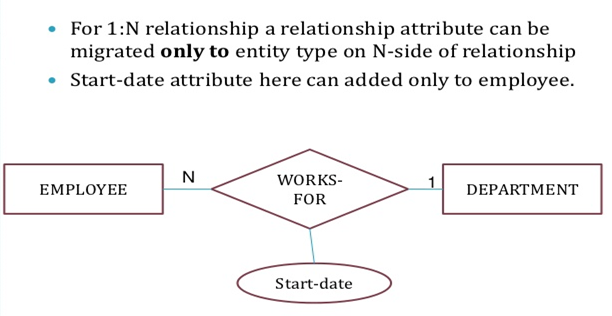 • For 1:N relationship a relationship attribute can be
migrated only to entity type on N-side of relationship
• Start-date attribute here can added only to employee.
EMPLOYEE
N
WORKS-
FOR
1
DEPARTMENT
Start-date